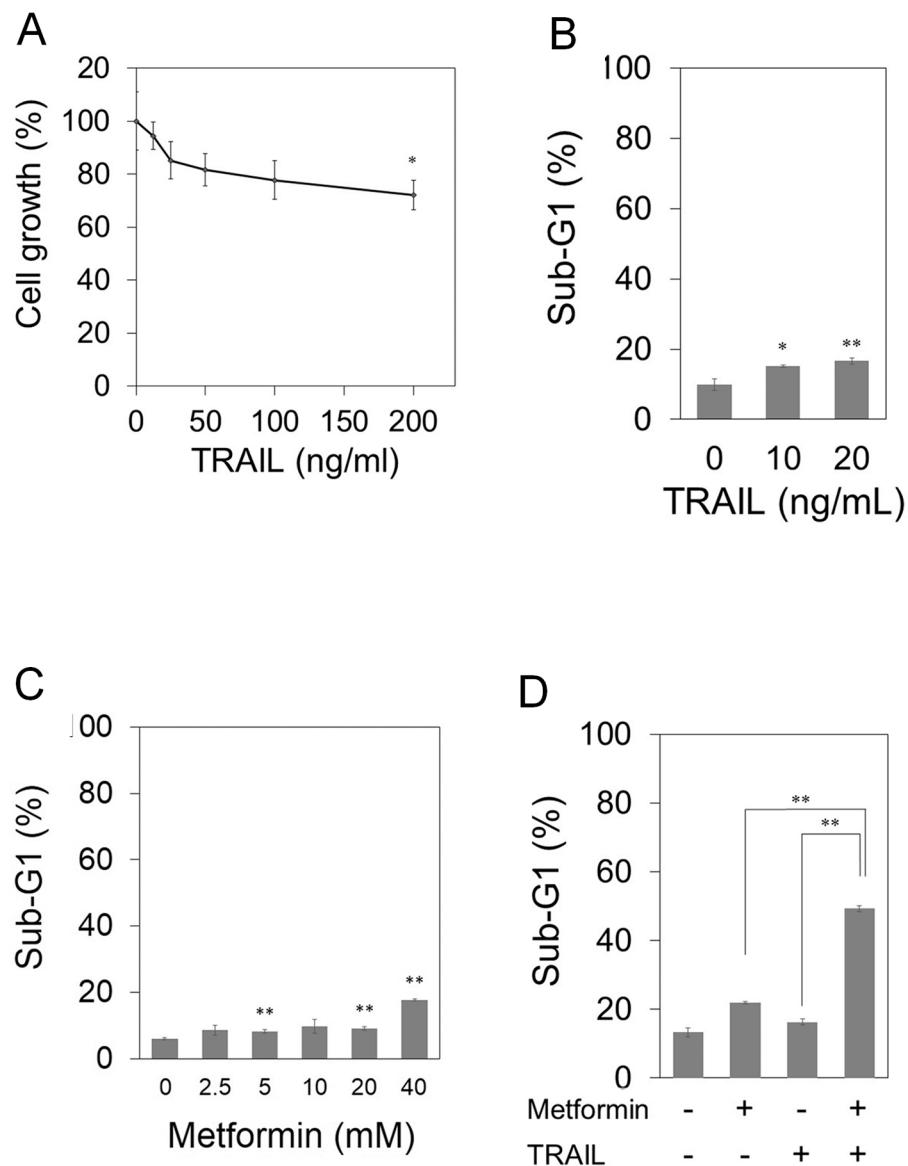 A
20
100
80
60
40
20
0
Cell growth (%)
*
0 50 100 150 200
TRAIL (ng/ml)
B
100
80
60
40
20
0
Sub-G1 (%)
* **
0 10 20
TRAIL (ng/mL)
C
00
80
60
40
20
0
Sub-G1 (%)
** ** **
0 2.5 5 10 20 40
Metformin (mM)
D
100
80
60
40
20
0
Sub-G1 (%)
**
**
Metformin - + - +
TRAIL - - + +